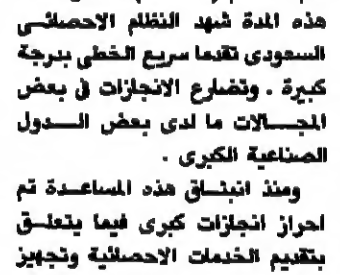 هذه المدة شهد النظام الاحصائى
السعودى تقدما سريع الخطى بدرجة
كبيرة . وتضارع الانجازات فى بعض
المجالات ما لدى بعض الدول
الصناعية الكبرى .
ومنذ انبثاق هذه المساعدة تم
احراز انجازات كبرى فيما يتعلق
بتقديم الخدمات الاحصائية وتجهيز